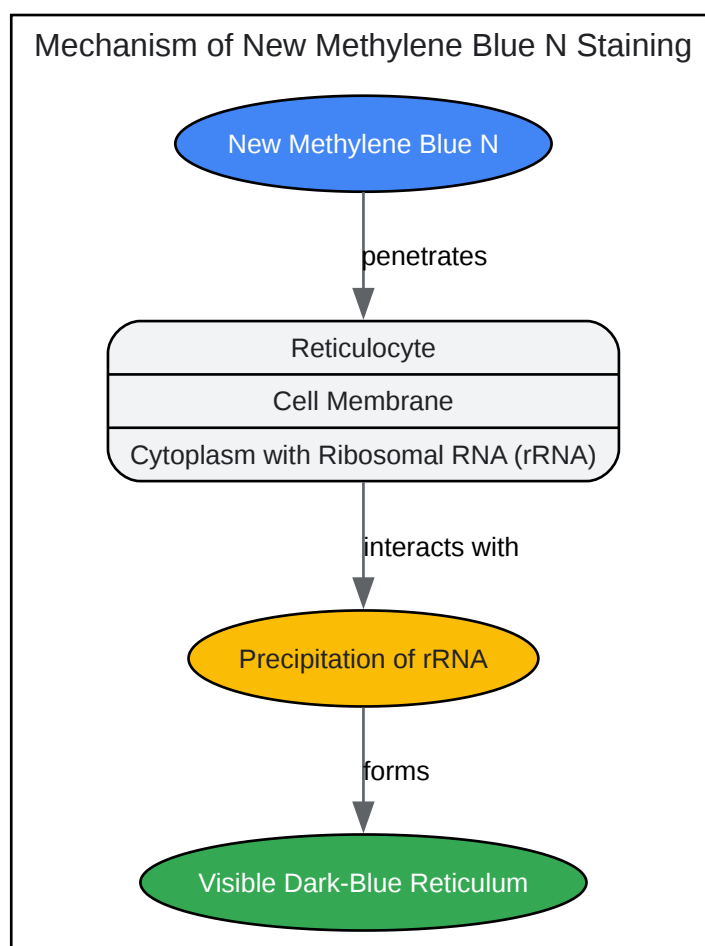 Mechanism of New Methylene Blue N Staining
New Methylene Blue N
penetrates
Reticulocyte
Cell Membrane
Cytoplasm with Ribosomal RNA (rRNA)
interacts with
Precipitation of rRNA
forms
Visible Dark-Blue Reticulum